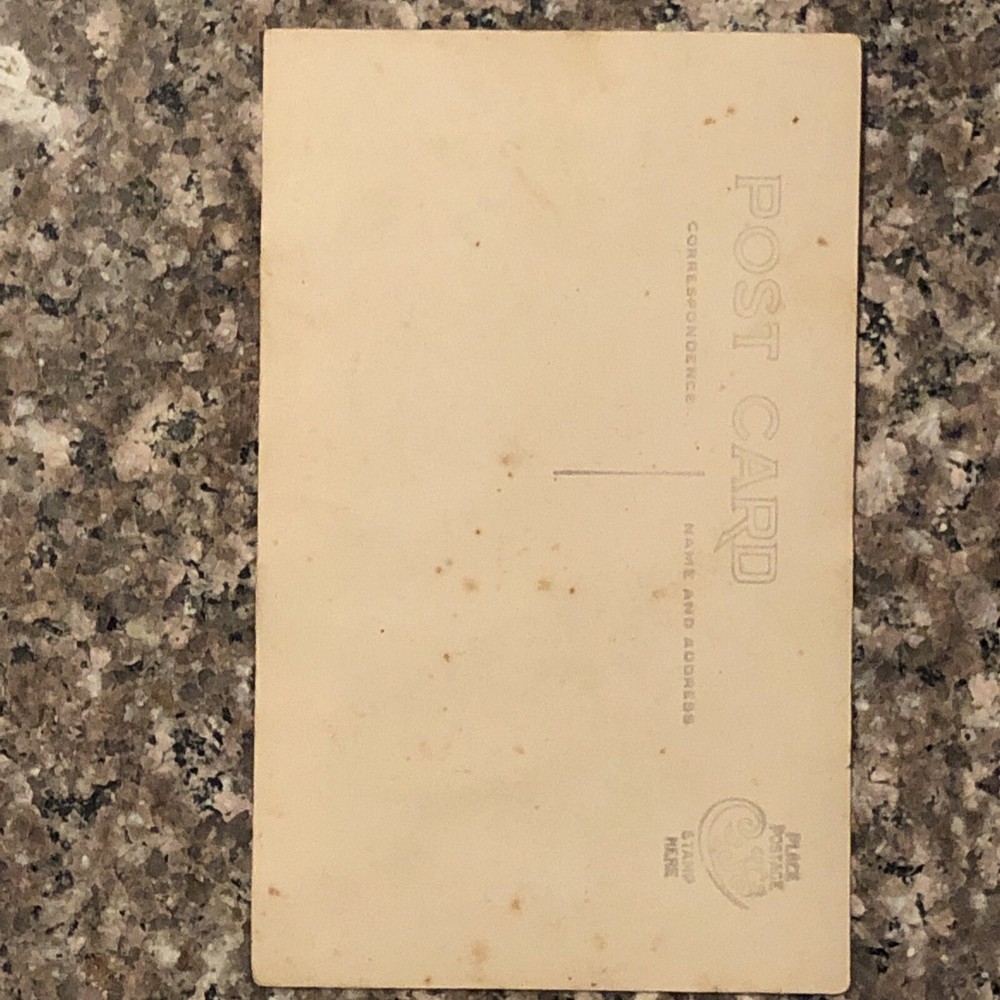 POST CARD
CORRESPONDENCE.
NAME AND ADDRESS
PLACE
POSTAGE
STAMP
HERE